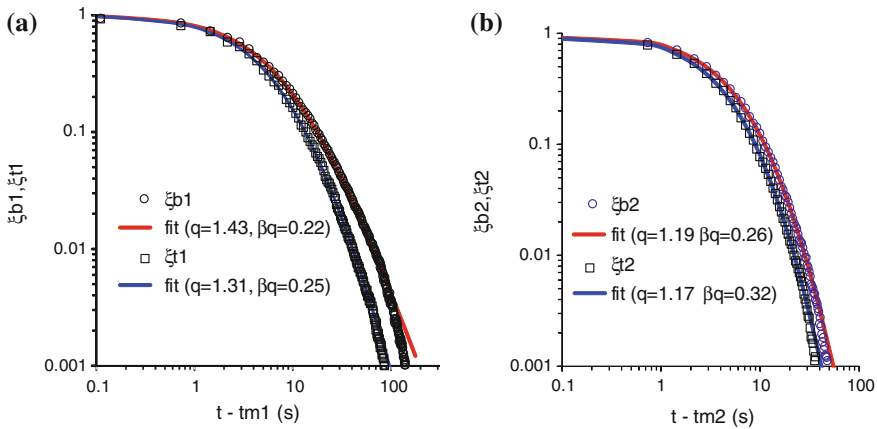 (a)
1
0.1
0.01
0.001
ξb1,ξt1
ξb1
fit (q=1.43, βq=0.22)
ξt1
fit (q=1.31, βq=0.25)
0.1
1
10
100
t - tm1 (s)
(b)
1
0.1
0.01
0.001
ξb2,ξt2
ξb2
fit (q=1.19 βq=0.26)
ξt2
fit (q=1.17 βq=0.32)
0.1
1
10
100
t - tm2 (s)